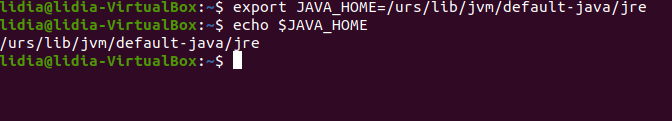 lidia@lidia-VirtualBox:~$ export JAVA_HOME=/urs/lib/jvm/default-java/jre
lidia@lidia-VirtualBox:~$ echo $JAVA_HOME
/urs/lib/jvm/default-java/jre
lidia@lidia-VirtualBox:~$